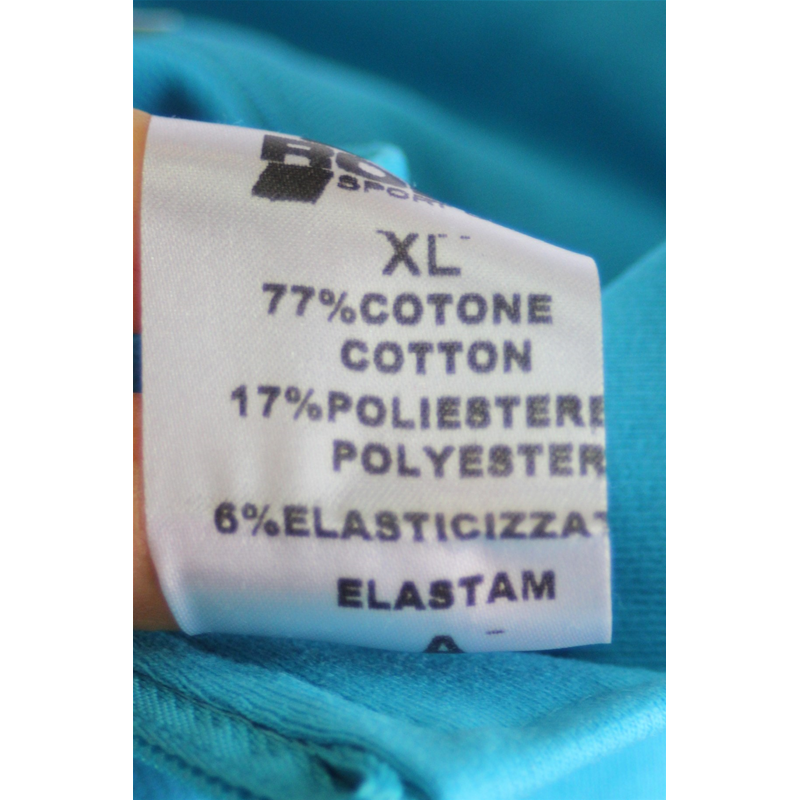 XL
77%COTONE
COTTON
17%POLIESTERE
POLYESTER
6%ELASTICIZZAT
ELASTAM